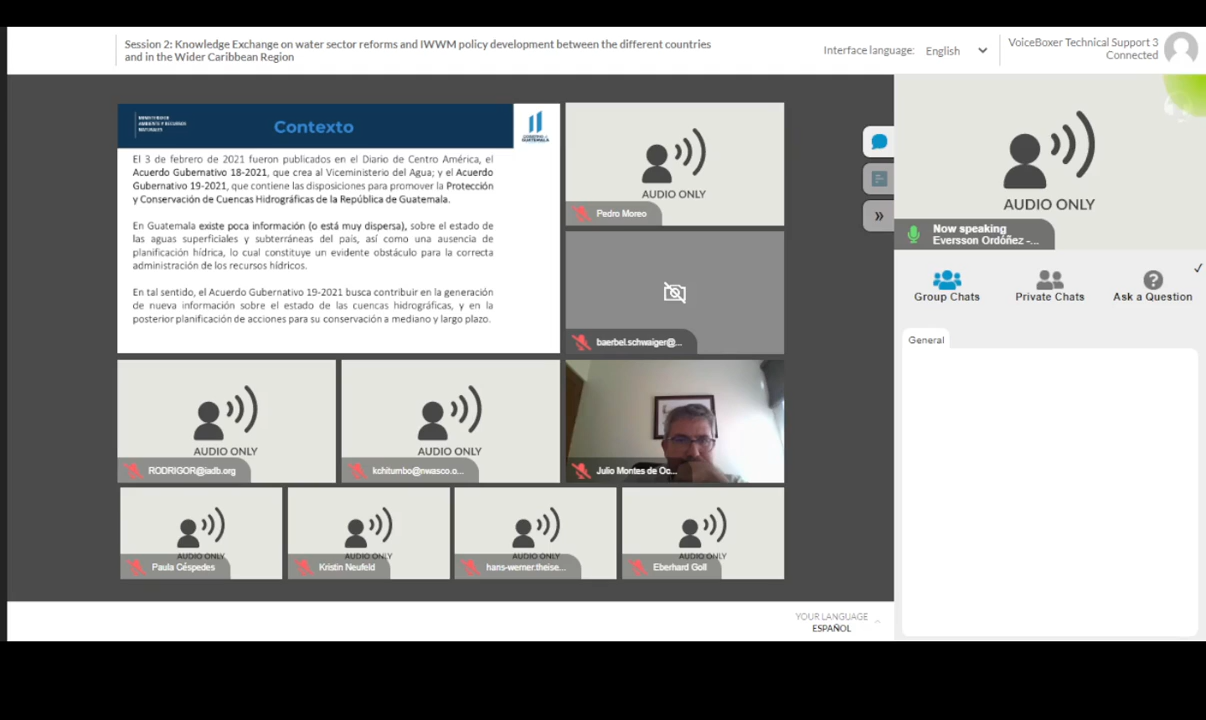 Session 2: Knowledge Exchange on water sector reforms and IWWM policy development between the different countries
and in the Wider Caribbean Region
Interface language:
English
VoiceBoxer Technical Support 3
Connected
MINISTERIO DE
AMBIENTE Y RECURSOS
NATURALES
Contexto
GOBIERNO de
GUATEMALA
El 3 de febrero de 2021 fueron publicados en el Diario de Centro América, el
Acuerdo Gubernativo 18-2021, que crea al Viceministerio del Agua; y el Acuerdo
Gubernativo 19-2021, que contiene las disposiciones para promover la Protección
y Conservación de Cuencas Hidrográficas de la República de Guatemala.
En Guatemala existe poca información (o está muy dispersa), sobre el estado de
las aguas superficiales y subterráneas del país, así como una ausencia de
planificación hídrica, lo cual constituye un evidente obstáculo para la correcta
administración de los recursos hídricos.
En tal sentido, el Acuerdo Gubernativo 19-2021 busca contribuir en la generación
de nueva información sobre el estado de las cuencas hidrográficas, y en la
posterior planificación de acciones para su conservación a mediano y largo plazo.
AUDIO ONLY
Pedro Moreo
baerbel.schwaiger@...
AUDIO ONLY
RODRIGOR@iadb.org
AUDIO ONLY
kchitumbo@nwasco.o...
Julio Montes de Oc...
AUDIO ONLY
Paula Céspedes
AUDIO ONLY
Kristin Neufeld
AUDIO ONLY
hans-werner.theise...
AUDIO ONLY
Eberhard Goll
AUDIO ONLY
Now speaking
Eversson Ordóñez -...
Group Chats
Private Chats
Ask a Question
General
YOUR LANGUAGE
ESPAÑOL